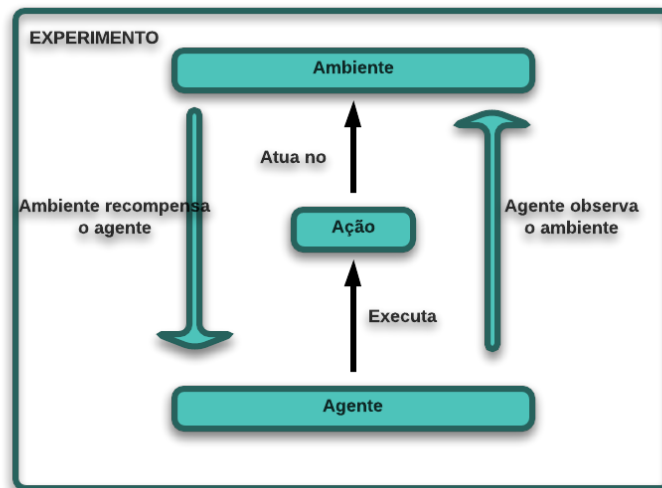 EXPERIMENTO
Ambiente
Atua no
Ambiente recompensa
o agente
Agente observa
o ambiente
Ação
Executa
Agente